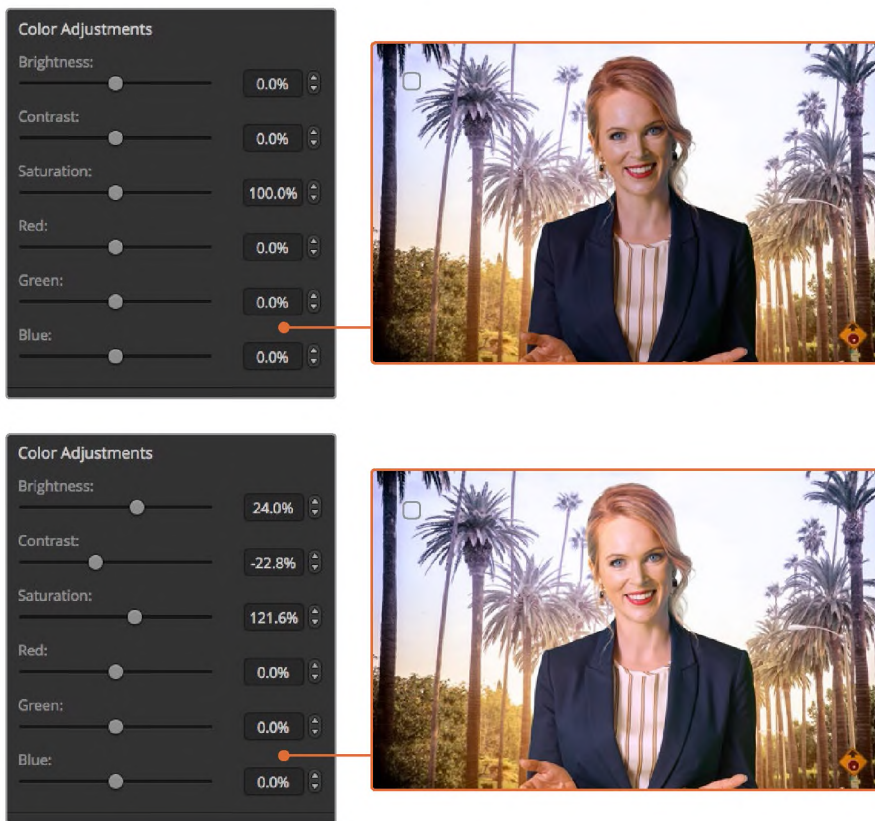 Color Adjustments
Brightness:
0.0%
Contrast:
0.0%
Saturation:
100.0%
Red:
0.0%
Green:
0.0%
Blue:
0.0%
Color Adjustments
Brightness:
24.0%
Contrast:
-22.8%
Saturation:
121.6%
Red:
0.0%
Green:
0.0%
Blue:
0.0%